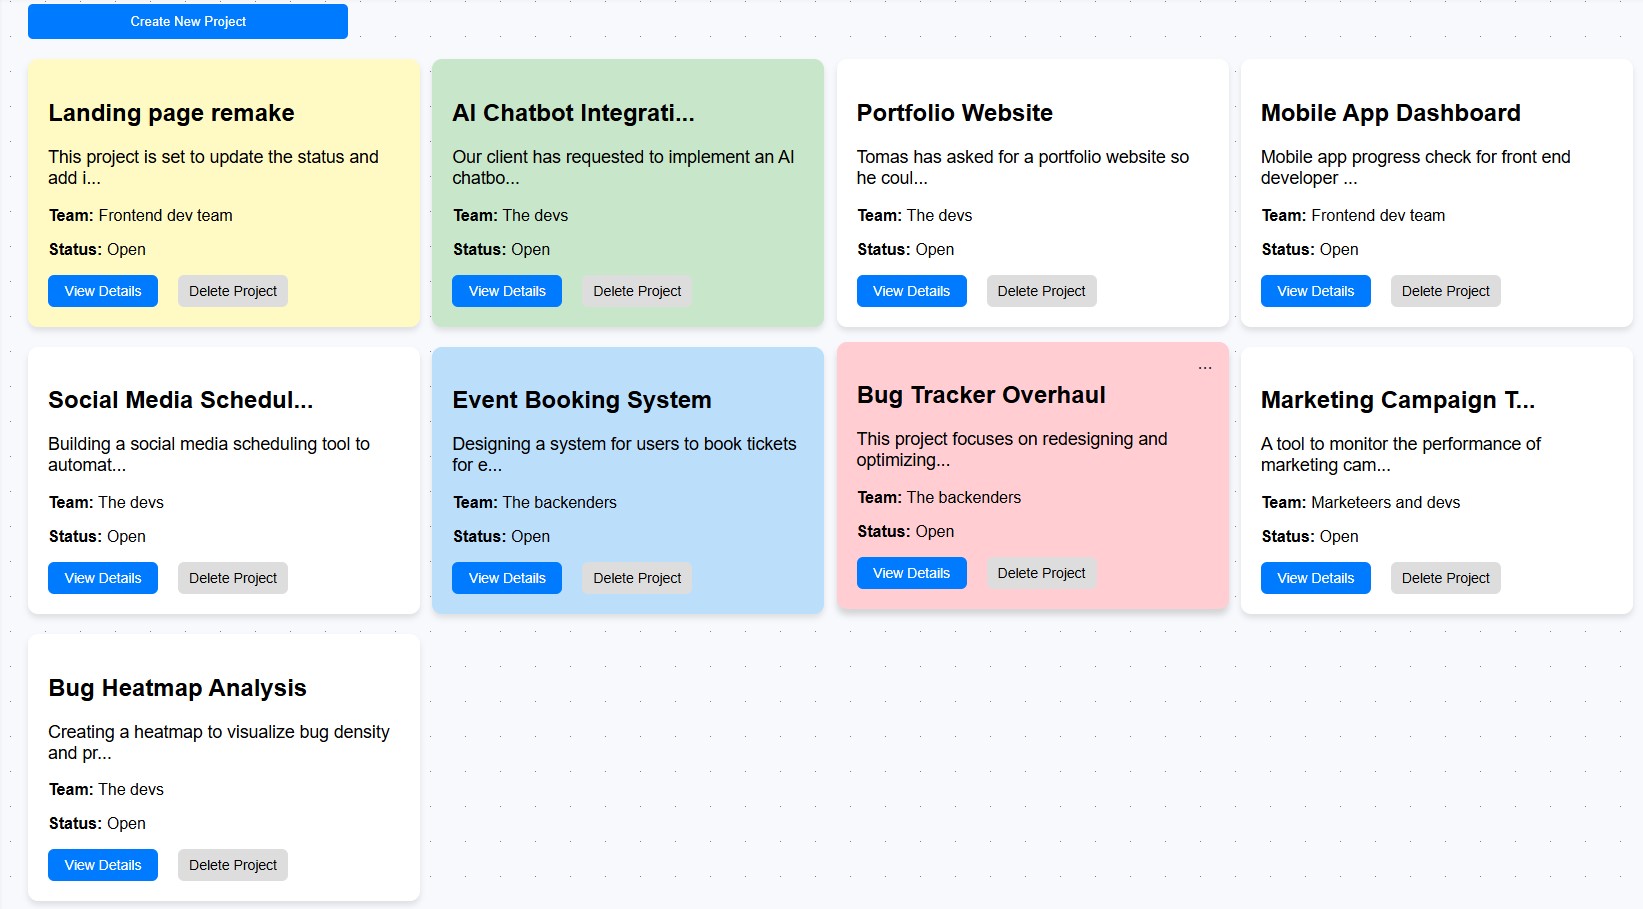 Create New Project
Landing page remake
This project is set to update the status and
add i...
Team: Frontend dev team
Status: Open
View Details
Delete Project
AI Chatbot Integrati...
Our client has requested to implement an AI
chatbo...
Team: The devs
Status: Open
View Details
Delete Project
Portfolio Website
Tomas has asked for a portfolio website so
he coul...
Team: The devs
Status: Open
View Details
Delete Project
Mobile App Dashboard
Mobile app progress check for front end
developer ...
Team: Frontend dev team
Status: Open
View Details
Delete Project
Social Media Schedul...
Building a social media scheduling tool to
automat...
Team: The devs
Status: Open
View Details
Delete Project
Event Booking System
Designing a system for users to book tickets
for e...
Team: The backenders
Status: Open
View Details
Delete Project
...
Bug Tracker Overhaul
This project focuses on redesigning and
optimizing...
Team: The backenders
Status: Open
View Details
Delete Project
Marketing Campaign T...
A tool to monitor the performance of
marketing cam...
Team: Marketeers and devs
Status: Open
View Details
Delete Project
Bug Heatmap Analysis
Creating a heatmap to visualize bug density
and pr...
Team: The devs
Status: Open
View Details
Delete Project